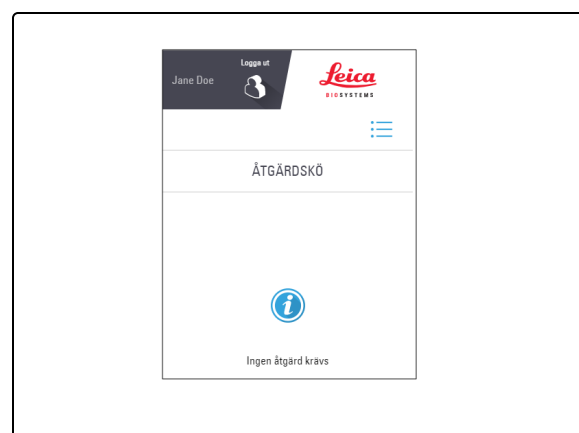 Logga ut
Jane Doe
Leica
BIOSYSTEMS
ÅTGÄRDSKÖ
i
Ingen åtgärd krävs